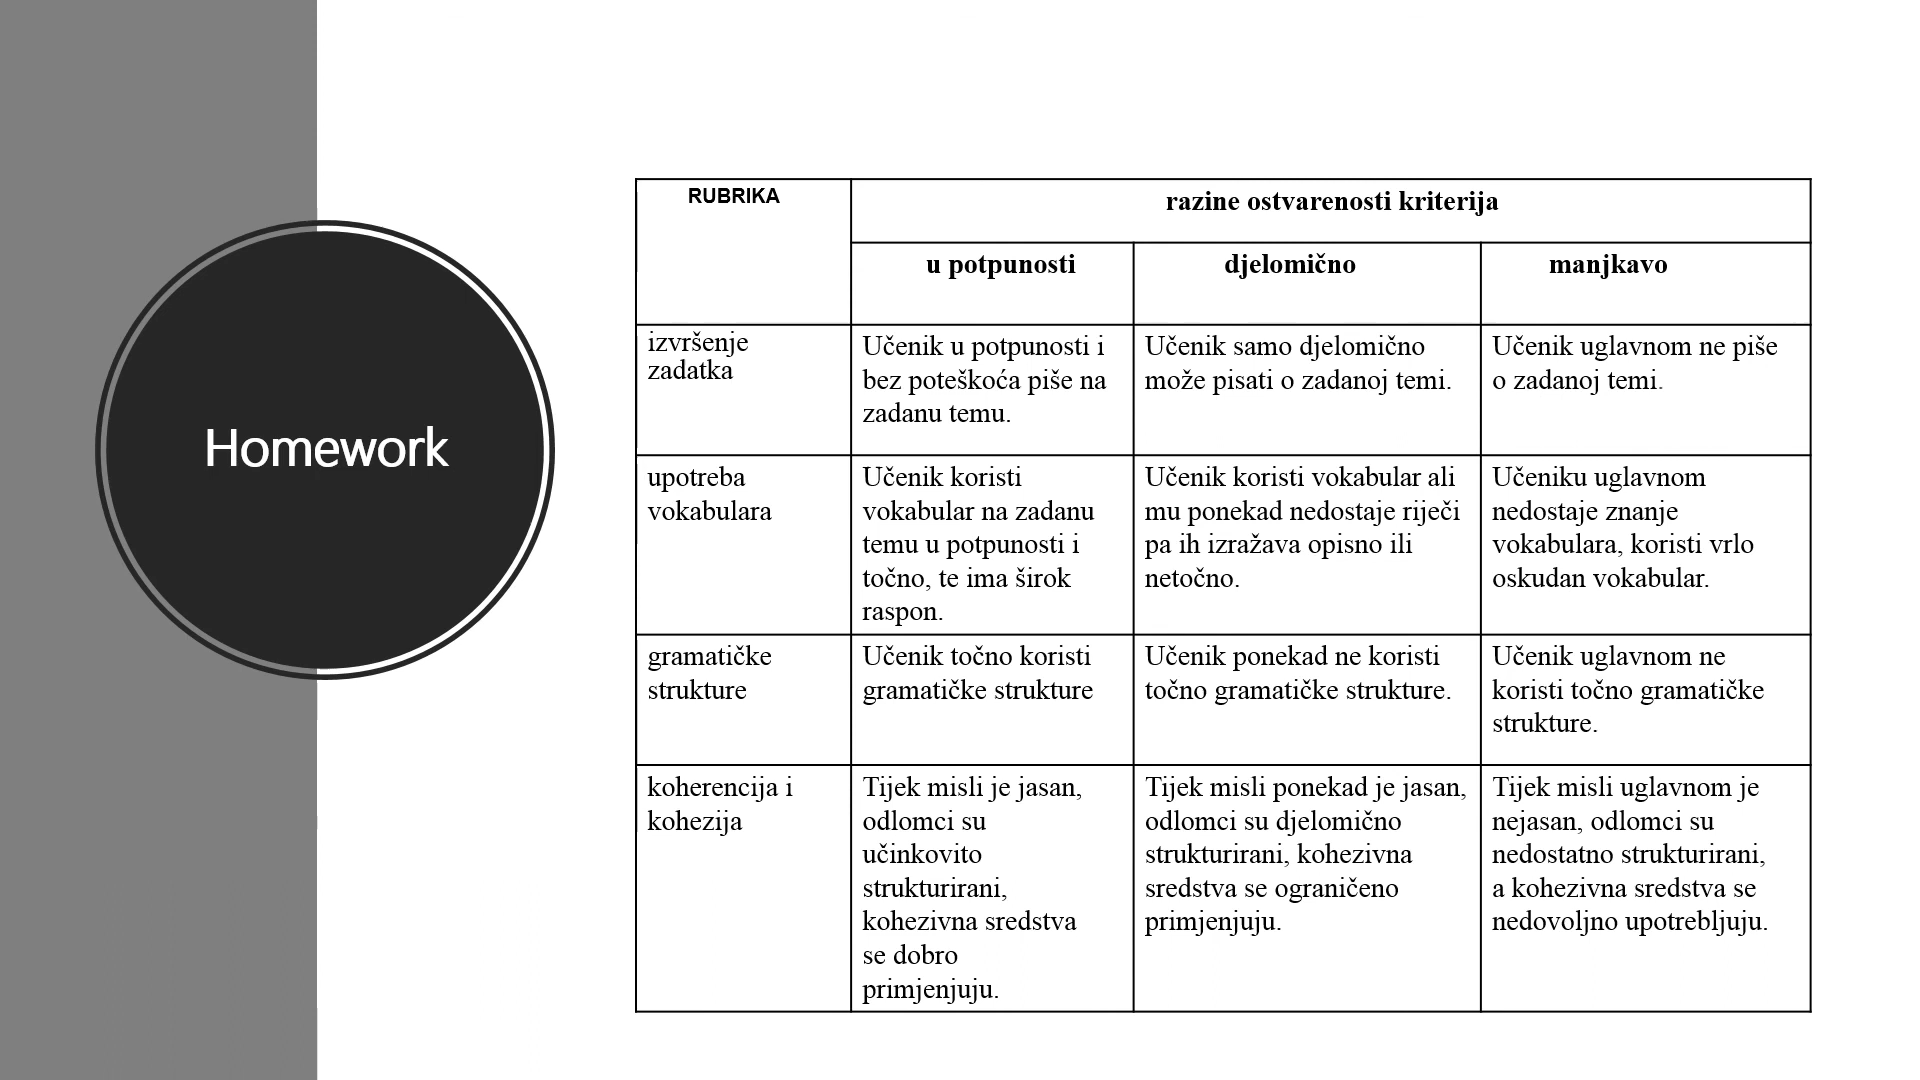 Homework
RUBRIKA
razine ostvarenosti kriterija
u potpunosti
djelomično
manjkavo
izvršenje
zadatka
Učenik u potpunosti i
bez poteškoća piše na
zadanu temu.
Učenik samo djelomično
može pisati o zadanoj temi.
Učenik uglavnom ne piše
o zadanoj temi.
upotreba
vokabulara
Učenik koristi
vokabular na zadanu
temu u potpunosti i
točno, te ima širok
raspon.
Učenik koristi vokabular ali
mu ponekad nedostaje riječi
pa ih izražava opisno ili
netočno.
Učeniku uglavnom
nedostaje znanje
vokabulara, koristi vrlo
oskudan vokabular.
gramatičke
strukture
Učenik točno koristi
gramatičke strukture
Učenik ponekad ne koristi
točno gramatičke strukture.
Učenik uglavnom ne
koristi točno gramatičke
strukture.
koherencija i
kohezija
Tijek misli je jasan,
odlomci su
učinkovito
strukturirani,
kohezivna sredstva
se dobro
primjenjuju.
Tijek misli ponekad je jasan,
odlomci su djelomično
strukturirani, kohezivna
sredstva se ograničeno
primjenjuju.
Tijek misli uglavnom je
nejasan, odlomci su
nedostatno strukturirani,
a kohezivna sredstva se
nedovoljno upotrebljuju.